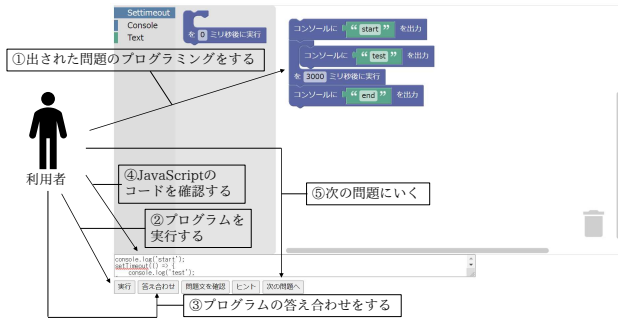 Settimeout
Console
Text
を 0 ミリ秒後に実行
コンソールに “ start ” を出力
コンソールに “ test ” を出力
を 3000 ミリ秒後に実行
コンソールに “ end ” を出力
①出された問題のプログラミングをする
利用者
④JavaScriptの
コードを確認する
⑤次の問題にいく
②プログラムを
実行する
console.log('start');
setTimeout(() => {
console.log('test');
実行 答え合わせ 問題文を確認 ヒント 次の問題へ
③プログラムの答え合わせをする